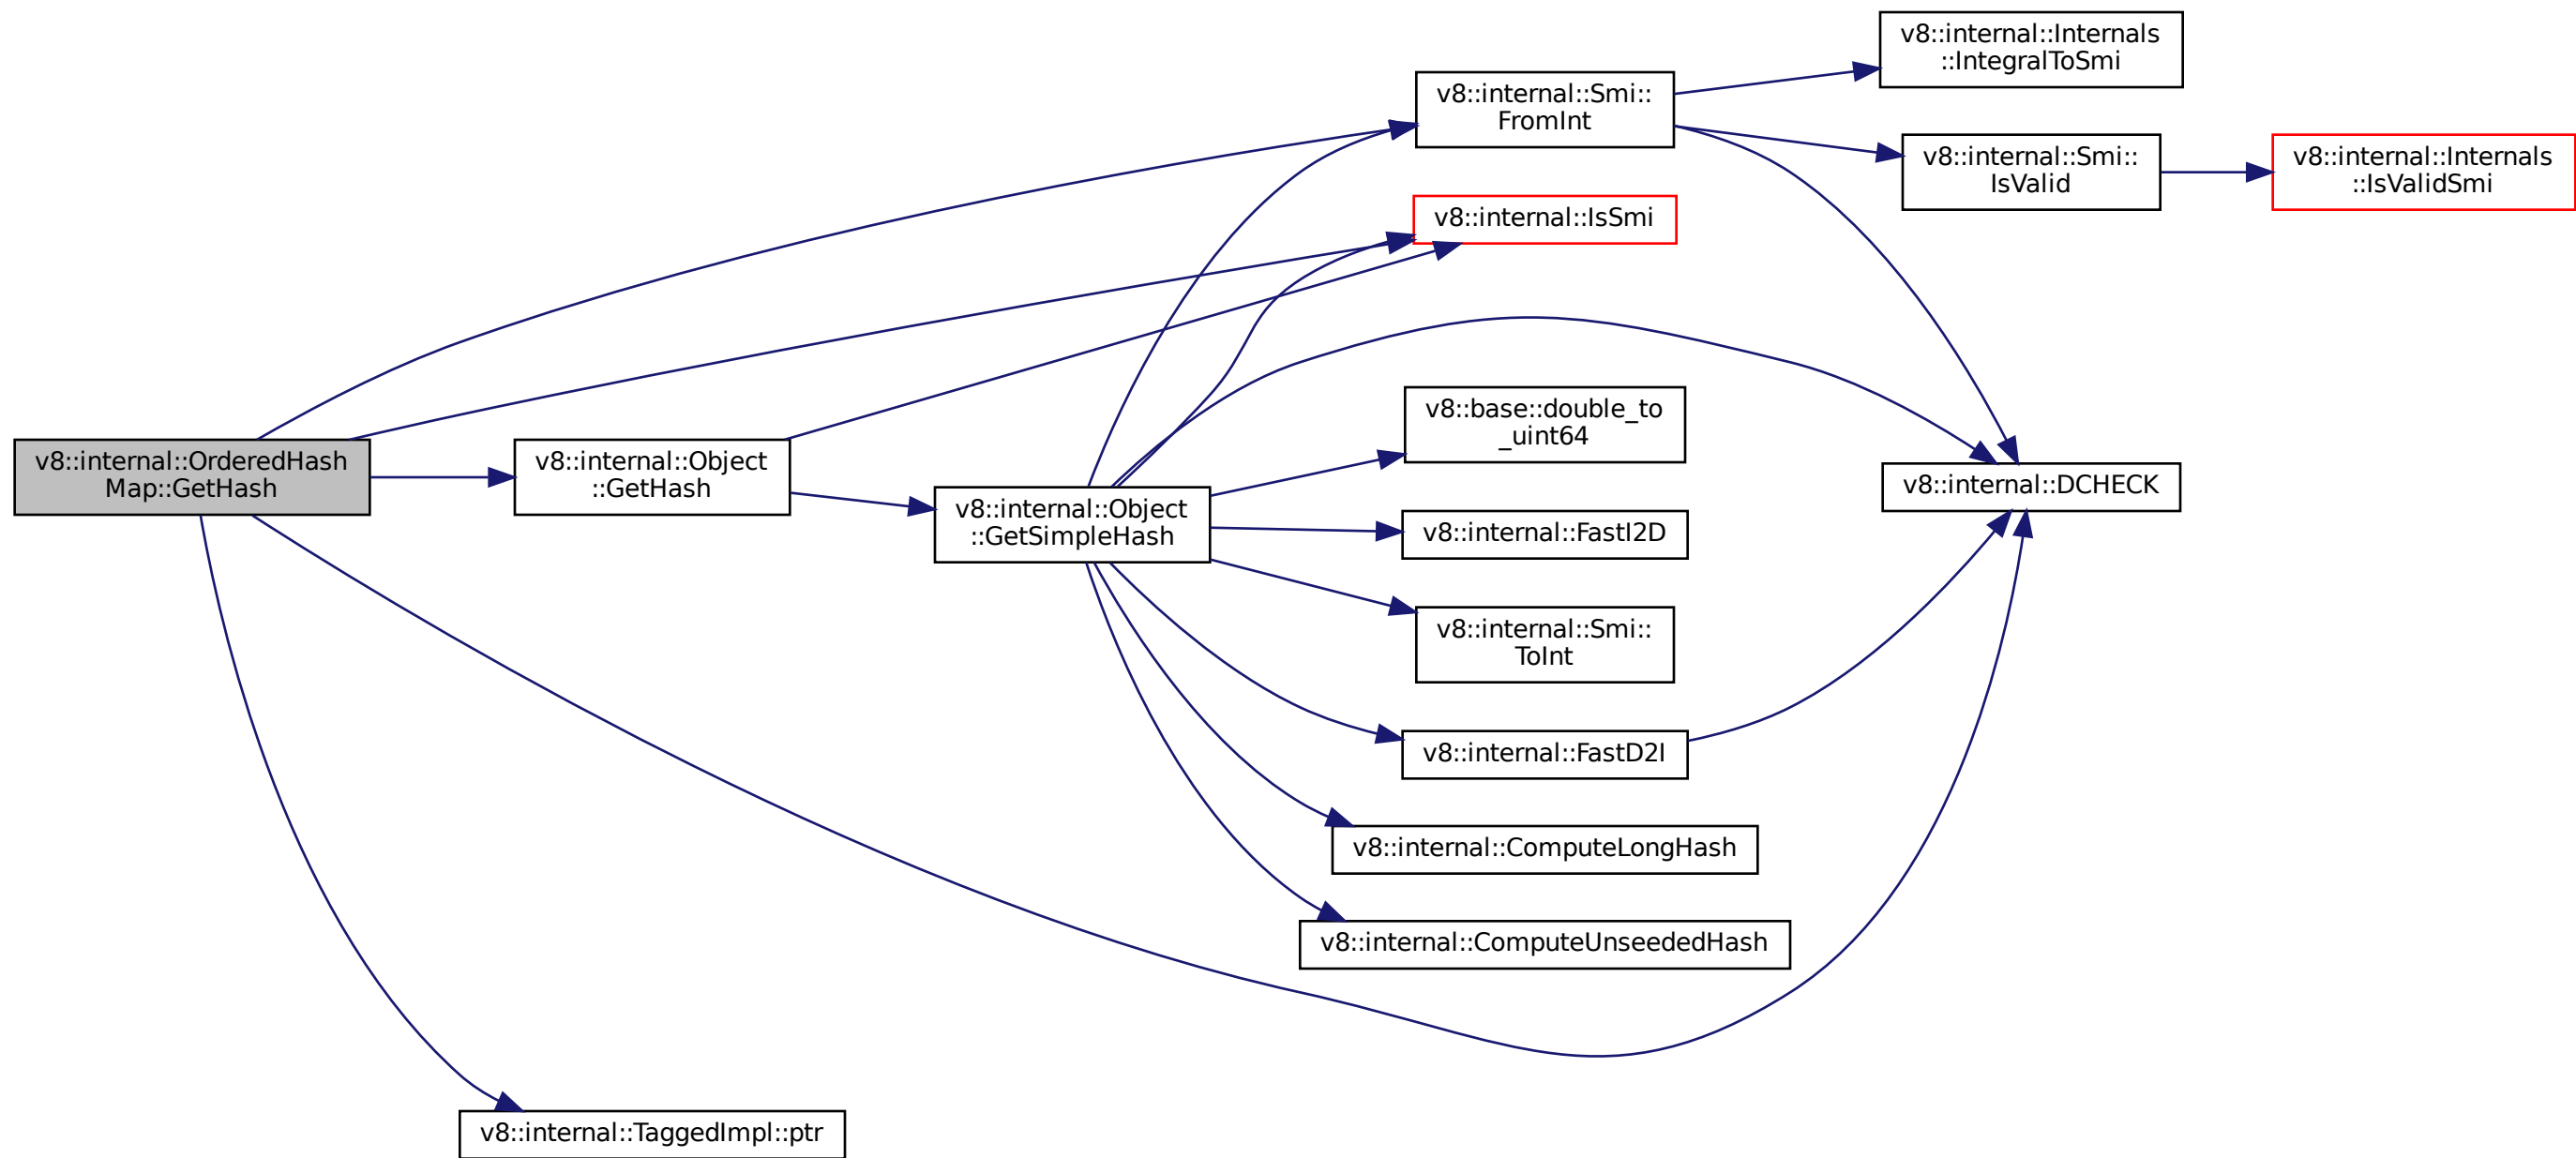 v8::internal::OrderedHash
Map::GetHash
v8::internal::Object
::GetHash
v8::internal::Object
::GetSimpleHash
v8::internal::Smi::
FromInt
v8::internal::IsSmi
v8::base::double_to
_uint64
v8::internal::FastI2D
v8::internal::Smi::
ToInt
v8::internal::FastD2I
v8::internal::ComputeLongHash
v8::internal::ComputeUnseededHash
v8::internal::TaggedImpl::ptr
v8::internal::Internals
::IntegralToSmi
v8::internal::Smi::
IsValid
v8::internal::Internals
::IsValidSmi
v8::internal::DCHECK